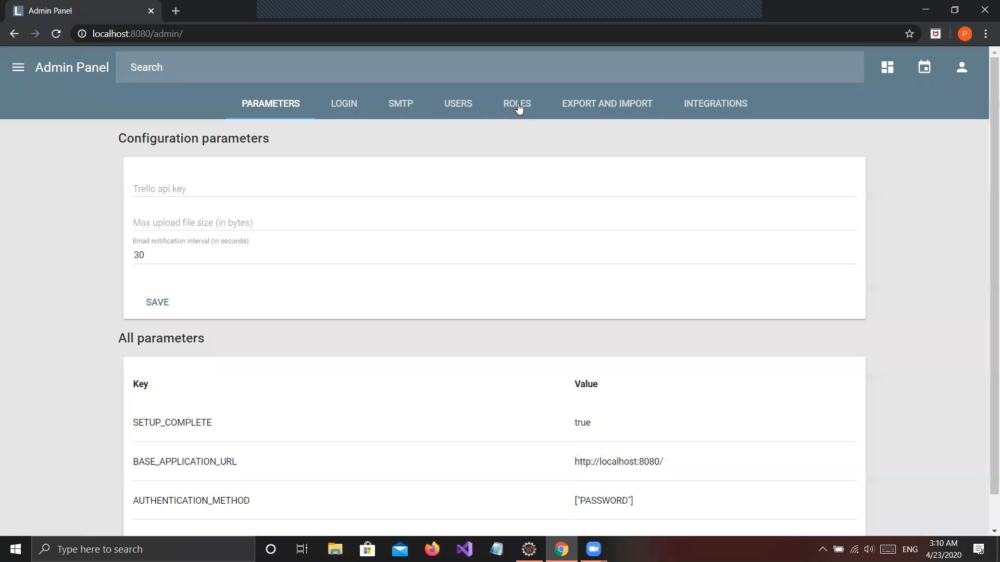 Admin Panel
localhost:8080/admin/
P
Admin Panel
Search
PARAMETERS LOGIN SMTP USERS ROLES EXPORT AND IMPORT INTEGRATIONS
Configuration parameters
Trello api key
Max upload file size (in bytes)
Email notification interval (in seconds)
30
SAVE
All parameters
Key Value
SETUP_COMPLETE true
BASE_APPLICATION_URL http://localhost:8080/
AUTHENTICATION_METHOD ["PASSWORD"]
Type here to search
ENG
3:10 AM
4/23/2020